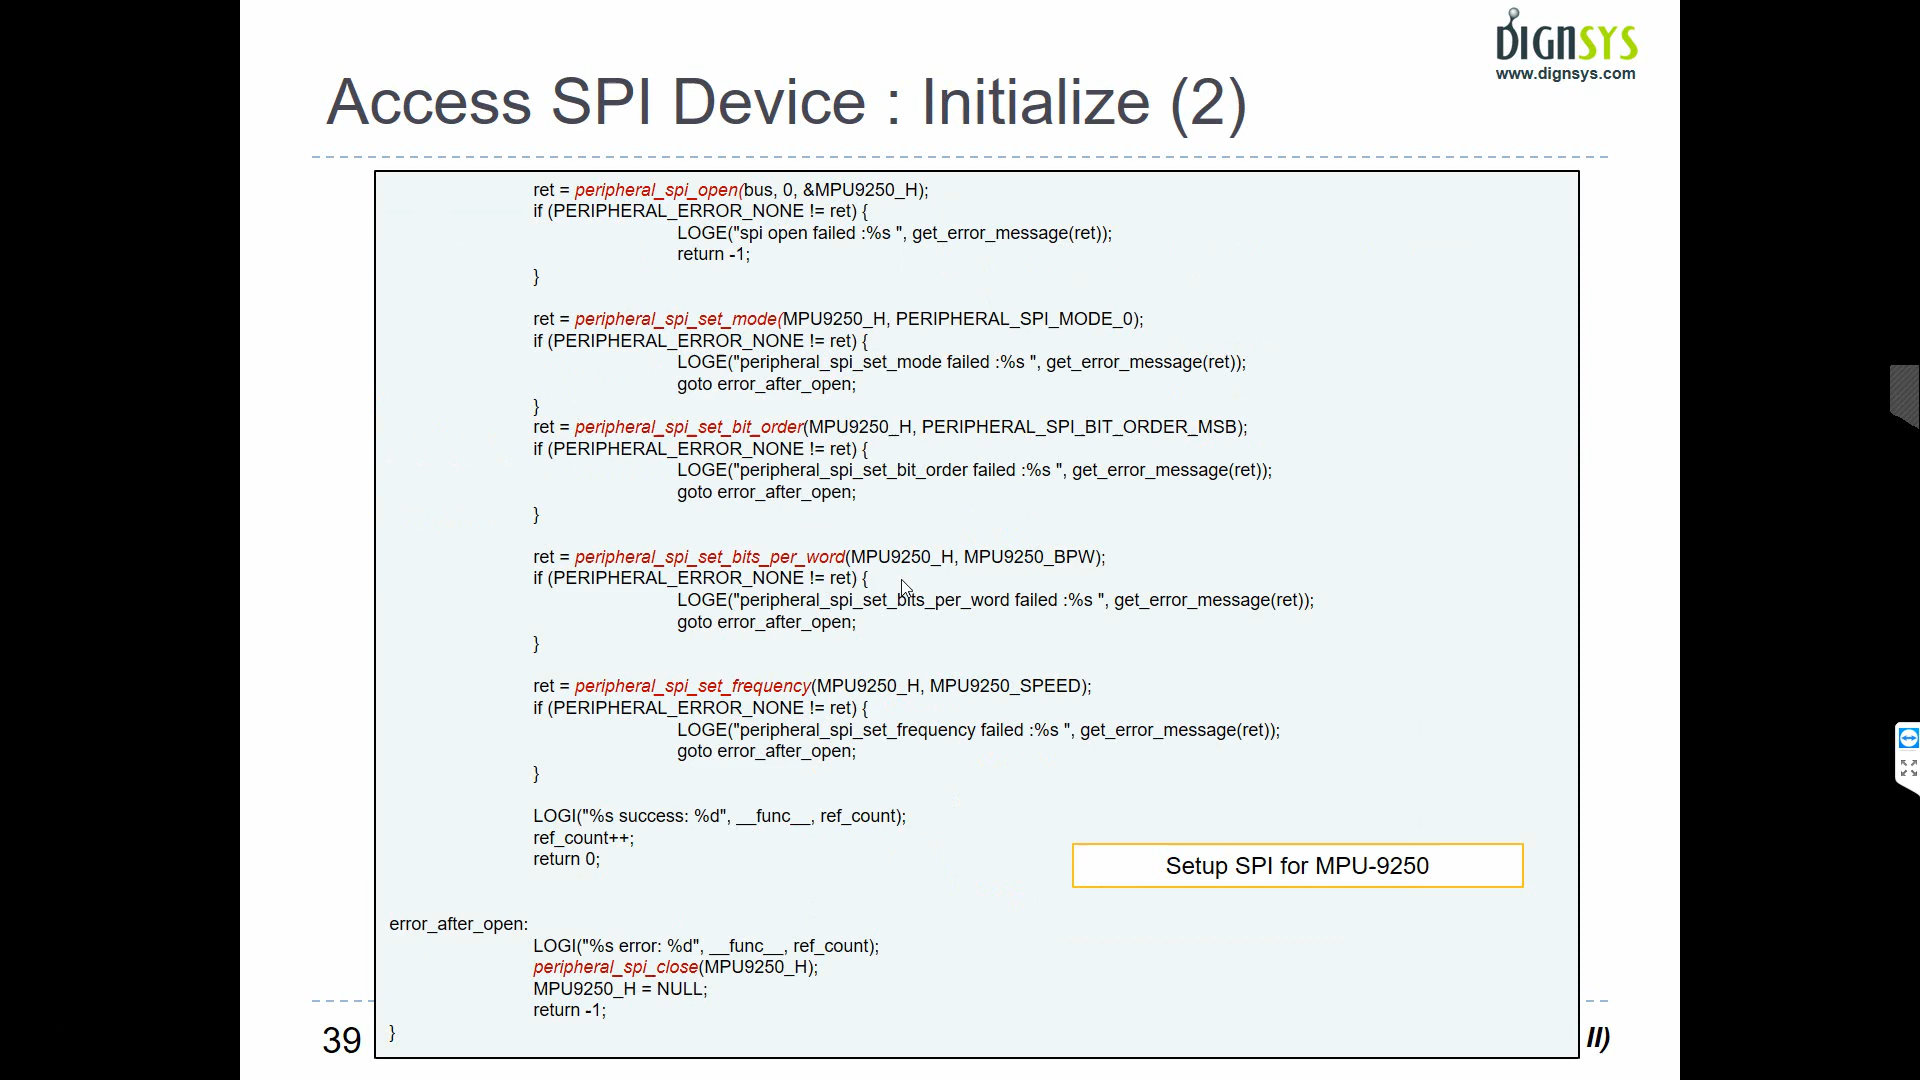 DIGNSYS
www.dignsys.com
Access SPI Device : Initialize (2)
ret = peripheral_spi_open(bus, 0, &MPU9250_H);
if (PERIPHERAL_ERROR_NONE != ret) {
LOGE("spi open failed :%s ", get_error_message(ret));
return -1;
}
ret = peripheral_spi_set_mode(MPU9250_H, PERIPHERAL_SPI_MODE_0);
if (PERIPHERAL_ERROR_NONE != ret) {
LOGE("peripheral_spi_set_mode failed :%s ", get_error_message(ret));
goto error_after_open;
}
ret = peripheral_spi_set_bit_order(MPU9250_H, PERIPHERAL_SPI_BIT_ORDER_MSB);
if (PERIPHERAL_ERROR_NONE != ret) {
LOGE("peripheral_spi_set_bit_order failed :%s ", get_error_message(ret));
goto error_after_open;
}
ret = peripheral_spi_set_bits_per_word(MPU9250_H, MPU9250_BPW);
if (PERIPHERAL_ERROR_NONE != ret) {
LOGE("peripheral_spi_set_bits_per_word failed :%s ", get_error_message(ret));
goto error_after_open;
}
ret = peripheral_spi_set_frequency(MPU9250_H, MPU9250_SPEED);
if (PERIPHERAL_ERROR_NONE != ret) {
LOGE("peripheral_spi_set_frequency failed :%s ", get_error_message(ret));
goto error_after_open;
}
LOGI("%s success: %d", __func__, ref_count);
ref_count++;
return 0;
Setup SPI for MPU-9250
error_after_open:
LOGI("%s error: %d", __func__, ref_count);
peripheral_spi_close(MPU9250_H);
MPU9250_H = NULL;
return -1;
}
39
II)